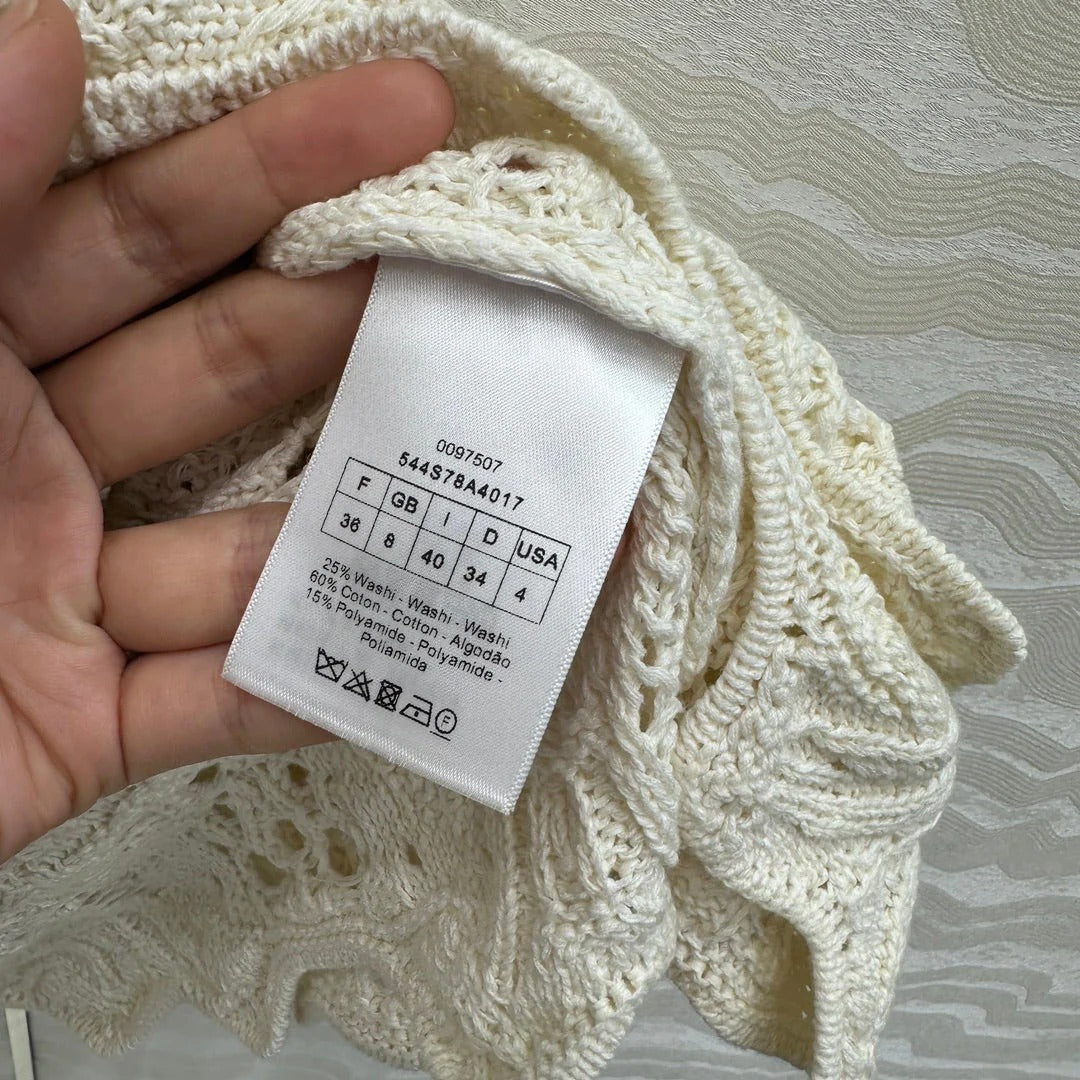 0097507
544S78A4017
F GB I D USA
36 8 40 34 4
25% Washi - Washi - Washi
60% Coton - Cotton - Algodão
15% Polyamide - Polyamide -
Poliamida
F